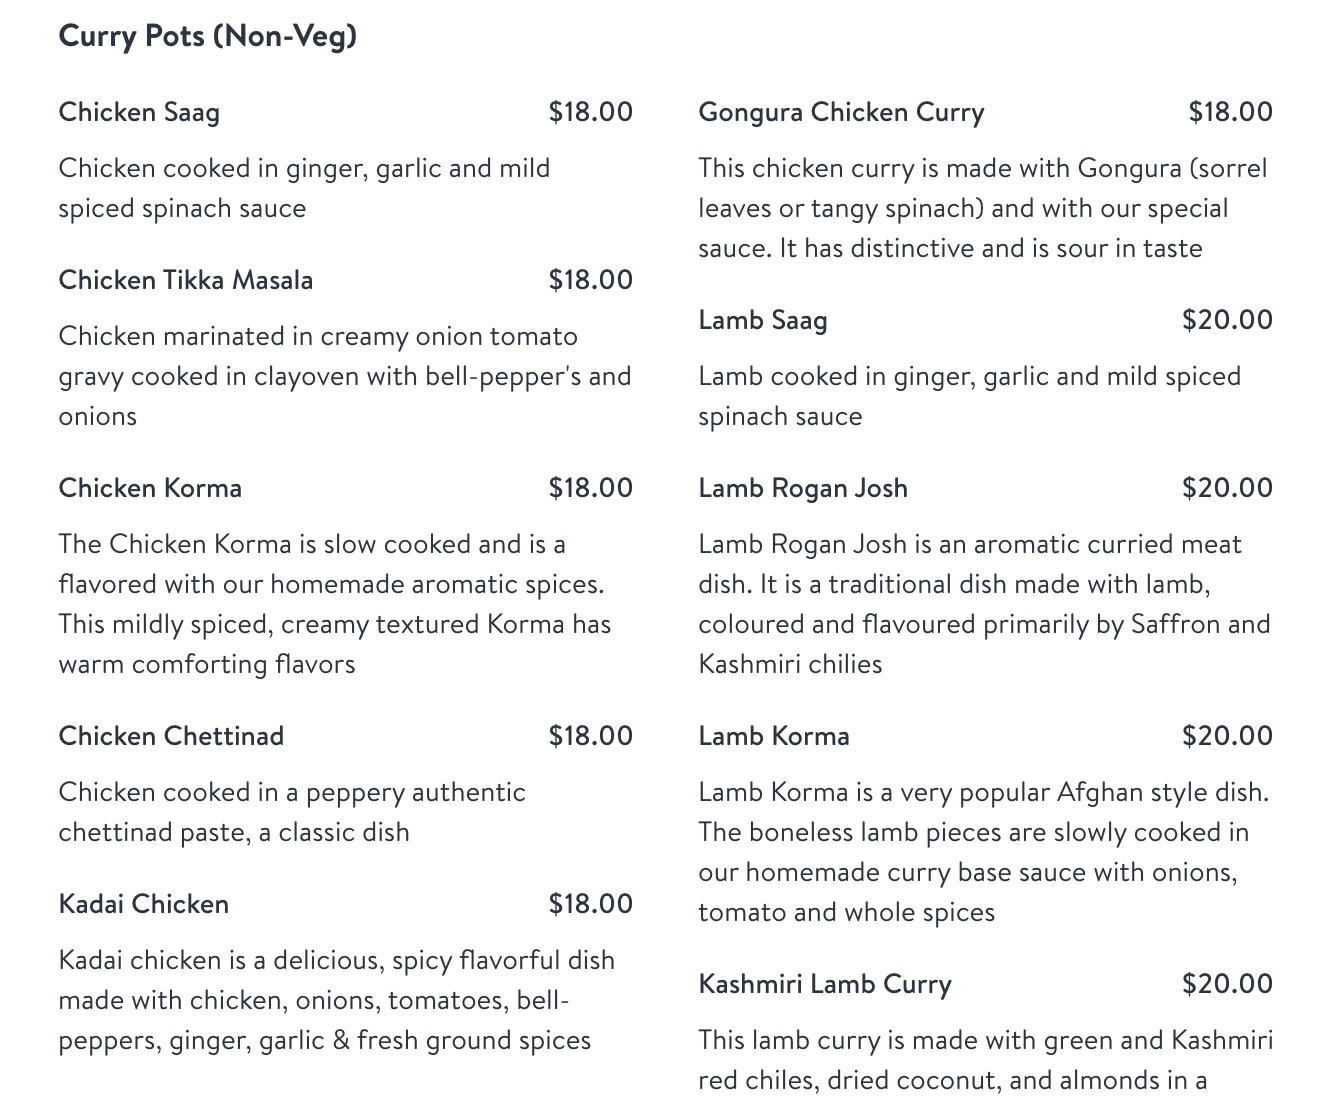 Curry Pots (Non-Veg)
Chicken Saag $18.00
Chicken cooked in ginger, garlic and mild
spiced spinach sauce
Chicken Tikka Masala $18.00
Chicken marinated in creamy onion tomato
gravy cooked in clayoven with bell-pepper's and
onions
Chicken Korma $18.00
The Chicken Korma is slow cooked and is a
flavored with our homemade aromatic spices.
This mildly spiced, creamy textured Korma has
warm comforting flavors
Chicken Chettinad $18.00
Chicken cooked in a peppery authentic
chettinad paste, a classic dish
Kadai Chicken $18.00
Kadai chicken is a delicious, spicy flavorful dish
made with chicken, onions, tomatoes, bell-
peppers, ginger, garlic & fresh ground spices
Gongura Chicken Curry $18.00
This chicken curry is made with Gongura (sorrel
leaves or tangy spinach) and with our special
sauce. It has distinctive and is sour in taste
Lamb Saag $20.00
Lamb cooked in ginger, garlic and mild spiced
spinach sauce
Lamb Rogan Josh $20.00
Lamb Rogan Josh is an aromatic curried meat
dish. It is a traditional dish made with lamb,
coloured and flavoured primarily by Saffron and
Kashmiri chilies
Lamb Korma $20.00
Lamb Korma is a very popular Afghan style dish.
The boneless lamb pieces are slowly cooked in
our homemade curry base sauce with onions,
tomato and whole spices
Kashmiri Lamb Curry $20.00
This lamb curry is made with green and Kashmiri
red chiles, dried coconut, and almonds in a